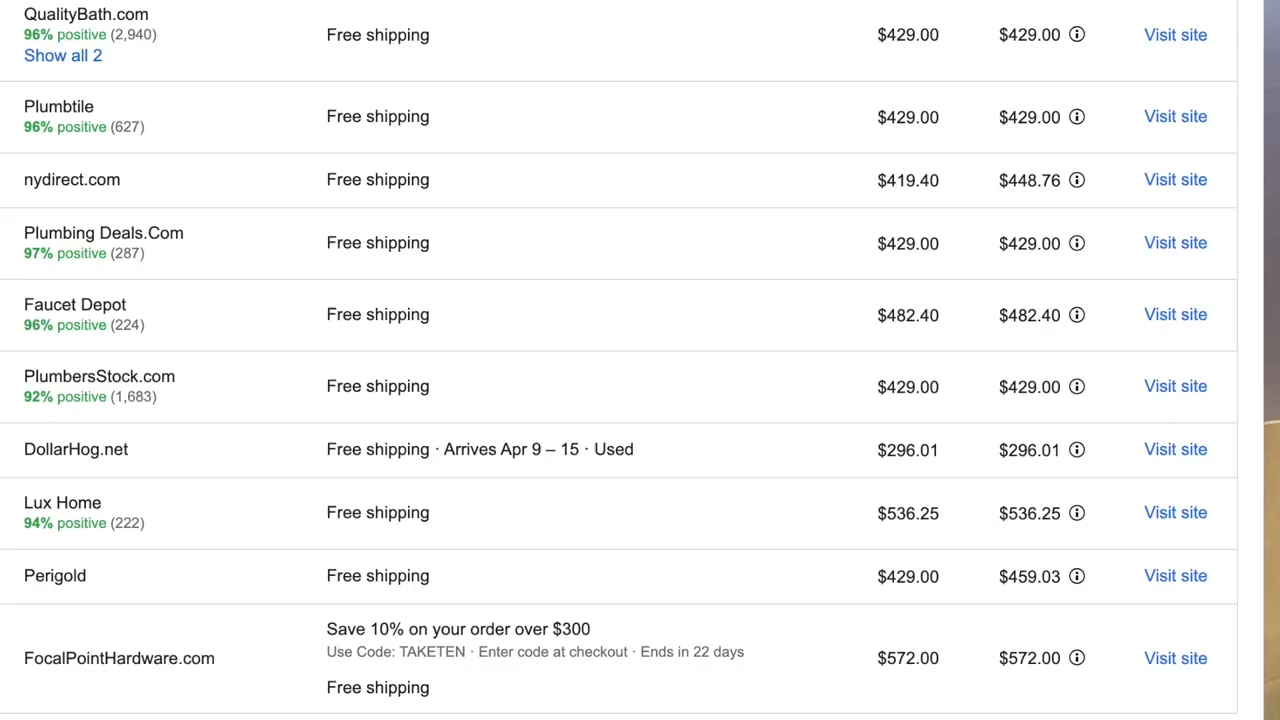 QualityBath.com
96% positive (2,940)
Show all 2
Free shipping
$429.00
$429.00
Visit site
Plumbtile
96% positive (627)
Free shipping
$429.00
$429.00
Visit site
nydirect.com
Free shipping
$419.40
$448.76
Visit site
Plumbing Deals.Com
97% positive (287)
Free shipping
$429.00
$429.00
Visit site
Faucet Depot
96% positive (224)
Free shipping
$482.40
$482.40
Visit site
PlumbersStock.com
92% positive (1,683)
Free shipping
$429.00
$429.00
Visit site
DollarHog.net
Free shipping · Arrives Apr 9 – 15 · Used
$296.01
$296.01
Visit site
Lux Home
94% positive (222)
Free shipping
$536.25
$536.25
Visit site
Perigold
Free shipping
$429.00
$459.03
Visit site
FocalPointHardware.com
Save 10% on your order over $300
Use Code: TAKETEN · Enter code at checkout · Ends in 22 days
Free shipping
$572.00
$572.00
Visit site